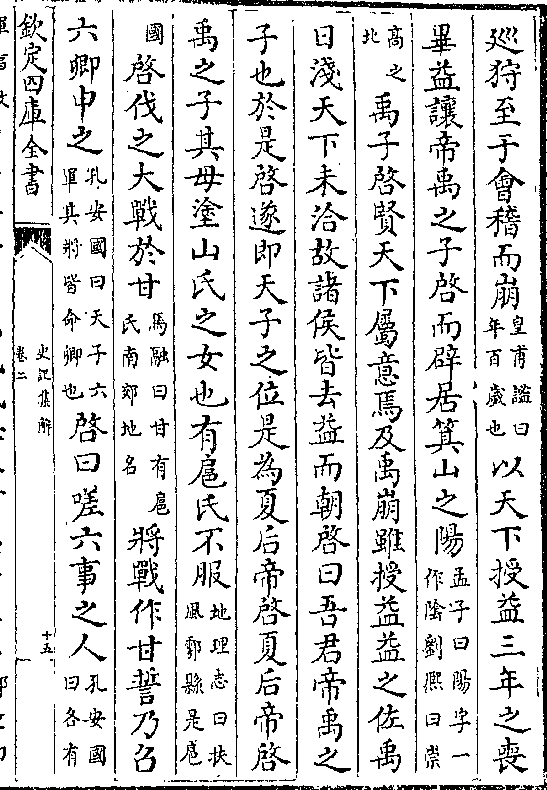 巡狩至于會稽而崩皇甫謐曰年百歲也以天下授益三年之喪
畢益讓帝禹之子啓而辟居箕山之陽孟子曰陽字一作陰劉熙曰崇
高之北禹子啓賢天下屬意焉及禹崩雖授益益之佐禹
日淺天下未洽故諸侯皆去益而朝啓曰吾君帝禹之
子也於是啓遂即天子之位是為夏后帝啓夏后帝啓
禹之子其母塗山氏之女也有扈氏不服地理志曰扶風鄠縣是扈
國啓伐之大戰於甘馬融曰甘有扈氏南郊地名將戰作甘誓乃召
六卿申之孔安國曰天子六軍其將皆命卿也啓曰嗟六事之人孔安國曰各有
欽定四庫全書
史記集解
卷二
十五